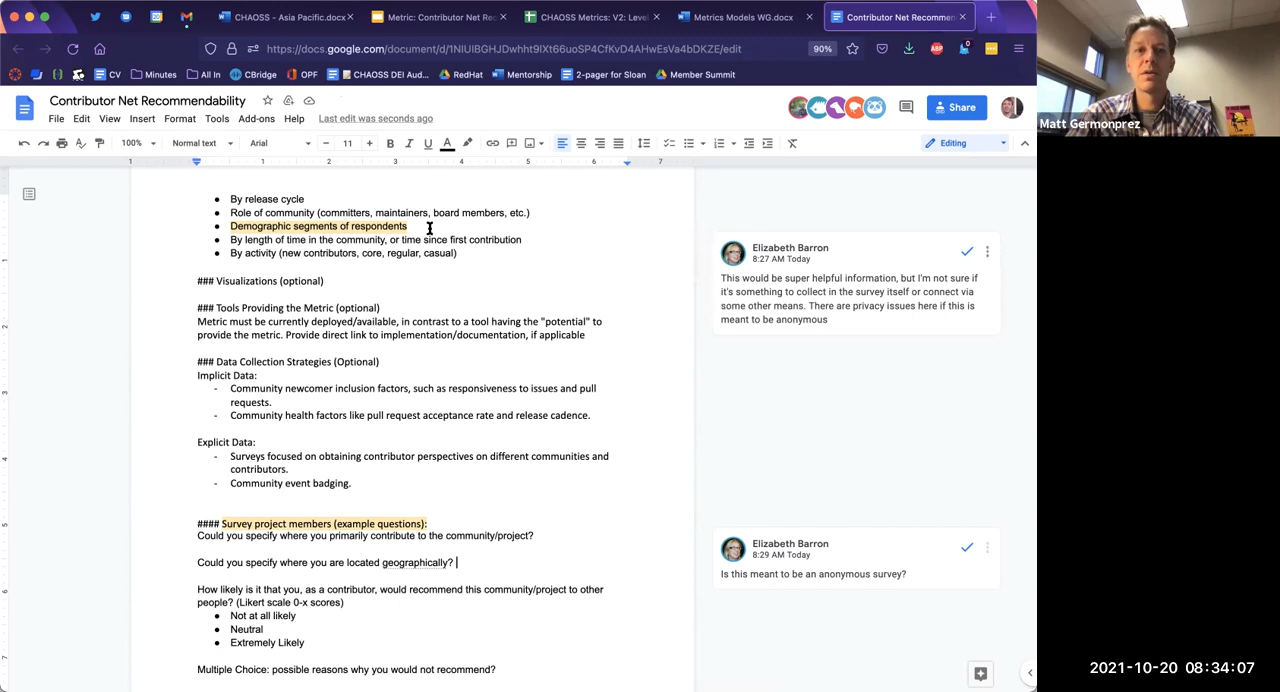 CHAOSS - Asia Pacific.docx
Metric: Contributor Net Rec
CHAOSS Metrics: V2: Level
Metrics Models WG.docx
Contributor Net Recommen
https://docs.google.com/document/d/1NlUlBGHJDwhht9lXt66uoSP4CfKvD4AHwEsVa4bDKZE/edit
90%
CV
Minutes
All In
CBridge
OPF
CHAOSS DEI Aud...
RedHat
Mentorship
2-pager for Sloan
Member Summit
Contributor Net Recommendability
File Edit View Insert Format Tools Add-ons Help Last edit was seconds ago
Share
100% Normal text Arial 11 Editing
By release cycle
Role of community (committers, maintainers, board members, etc.)
Demographic segments of respondents
By length of time in the community, or time since first contribution
By activity (new contributors, core, regular, casual)
### Visualizations (optional)
### Tools Providing the Metric (optional)
Metric must be currently deployed/available, in contrast to a tool having the "potential" to
provide the metric. Provide direct link to implementation/documentation, if applicable
### Data Collection Strategies (Optional)
Implicit Data:
- Community newcomer inclusion factors, such as responsiveness to issues and pull
requests.
- Community health factors like pull request acceptance rate and release cadence.
Explicit Data:
- Surveys focused on obtaining contributor perspectives on different communities and
contributors.
- Community event badging.
#### Survey project members (example questions):
Could you specify where you primarily contribute to the community/project?
Could you specify where you are located geographically?
How likely is it that you, as a contributor, would recommend this community/project to other
people? (Likert scale 0-x scores)
Not at all likely
Neutral
Extremely Likely
Multiple Choice: possible reasons why you would not recommend?
Elizabeth Barron
8:27 AM Today
This would be super helpful information, but I'm not sure if
it's something to collect in the survey itself or connect via
some other means. There are privacy issues here if this is
meant to be anonymous
Elizabeth Barron
8:29 AM Today
Is this meant to be an anonymous survey?
Matt Germonprez
2021-10-20 08:34:07